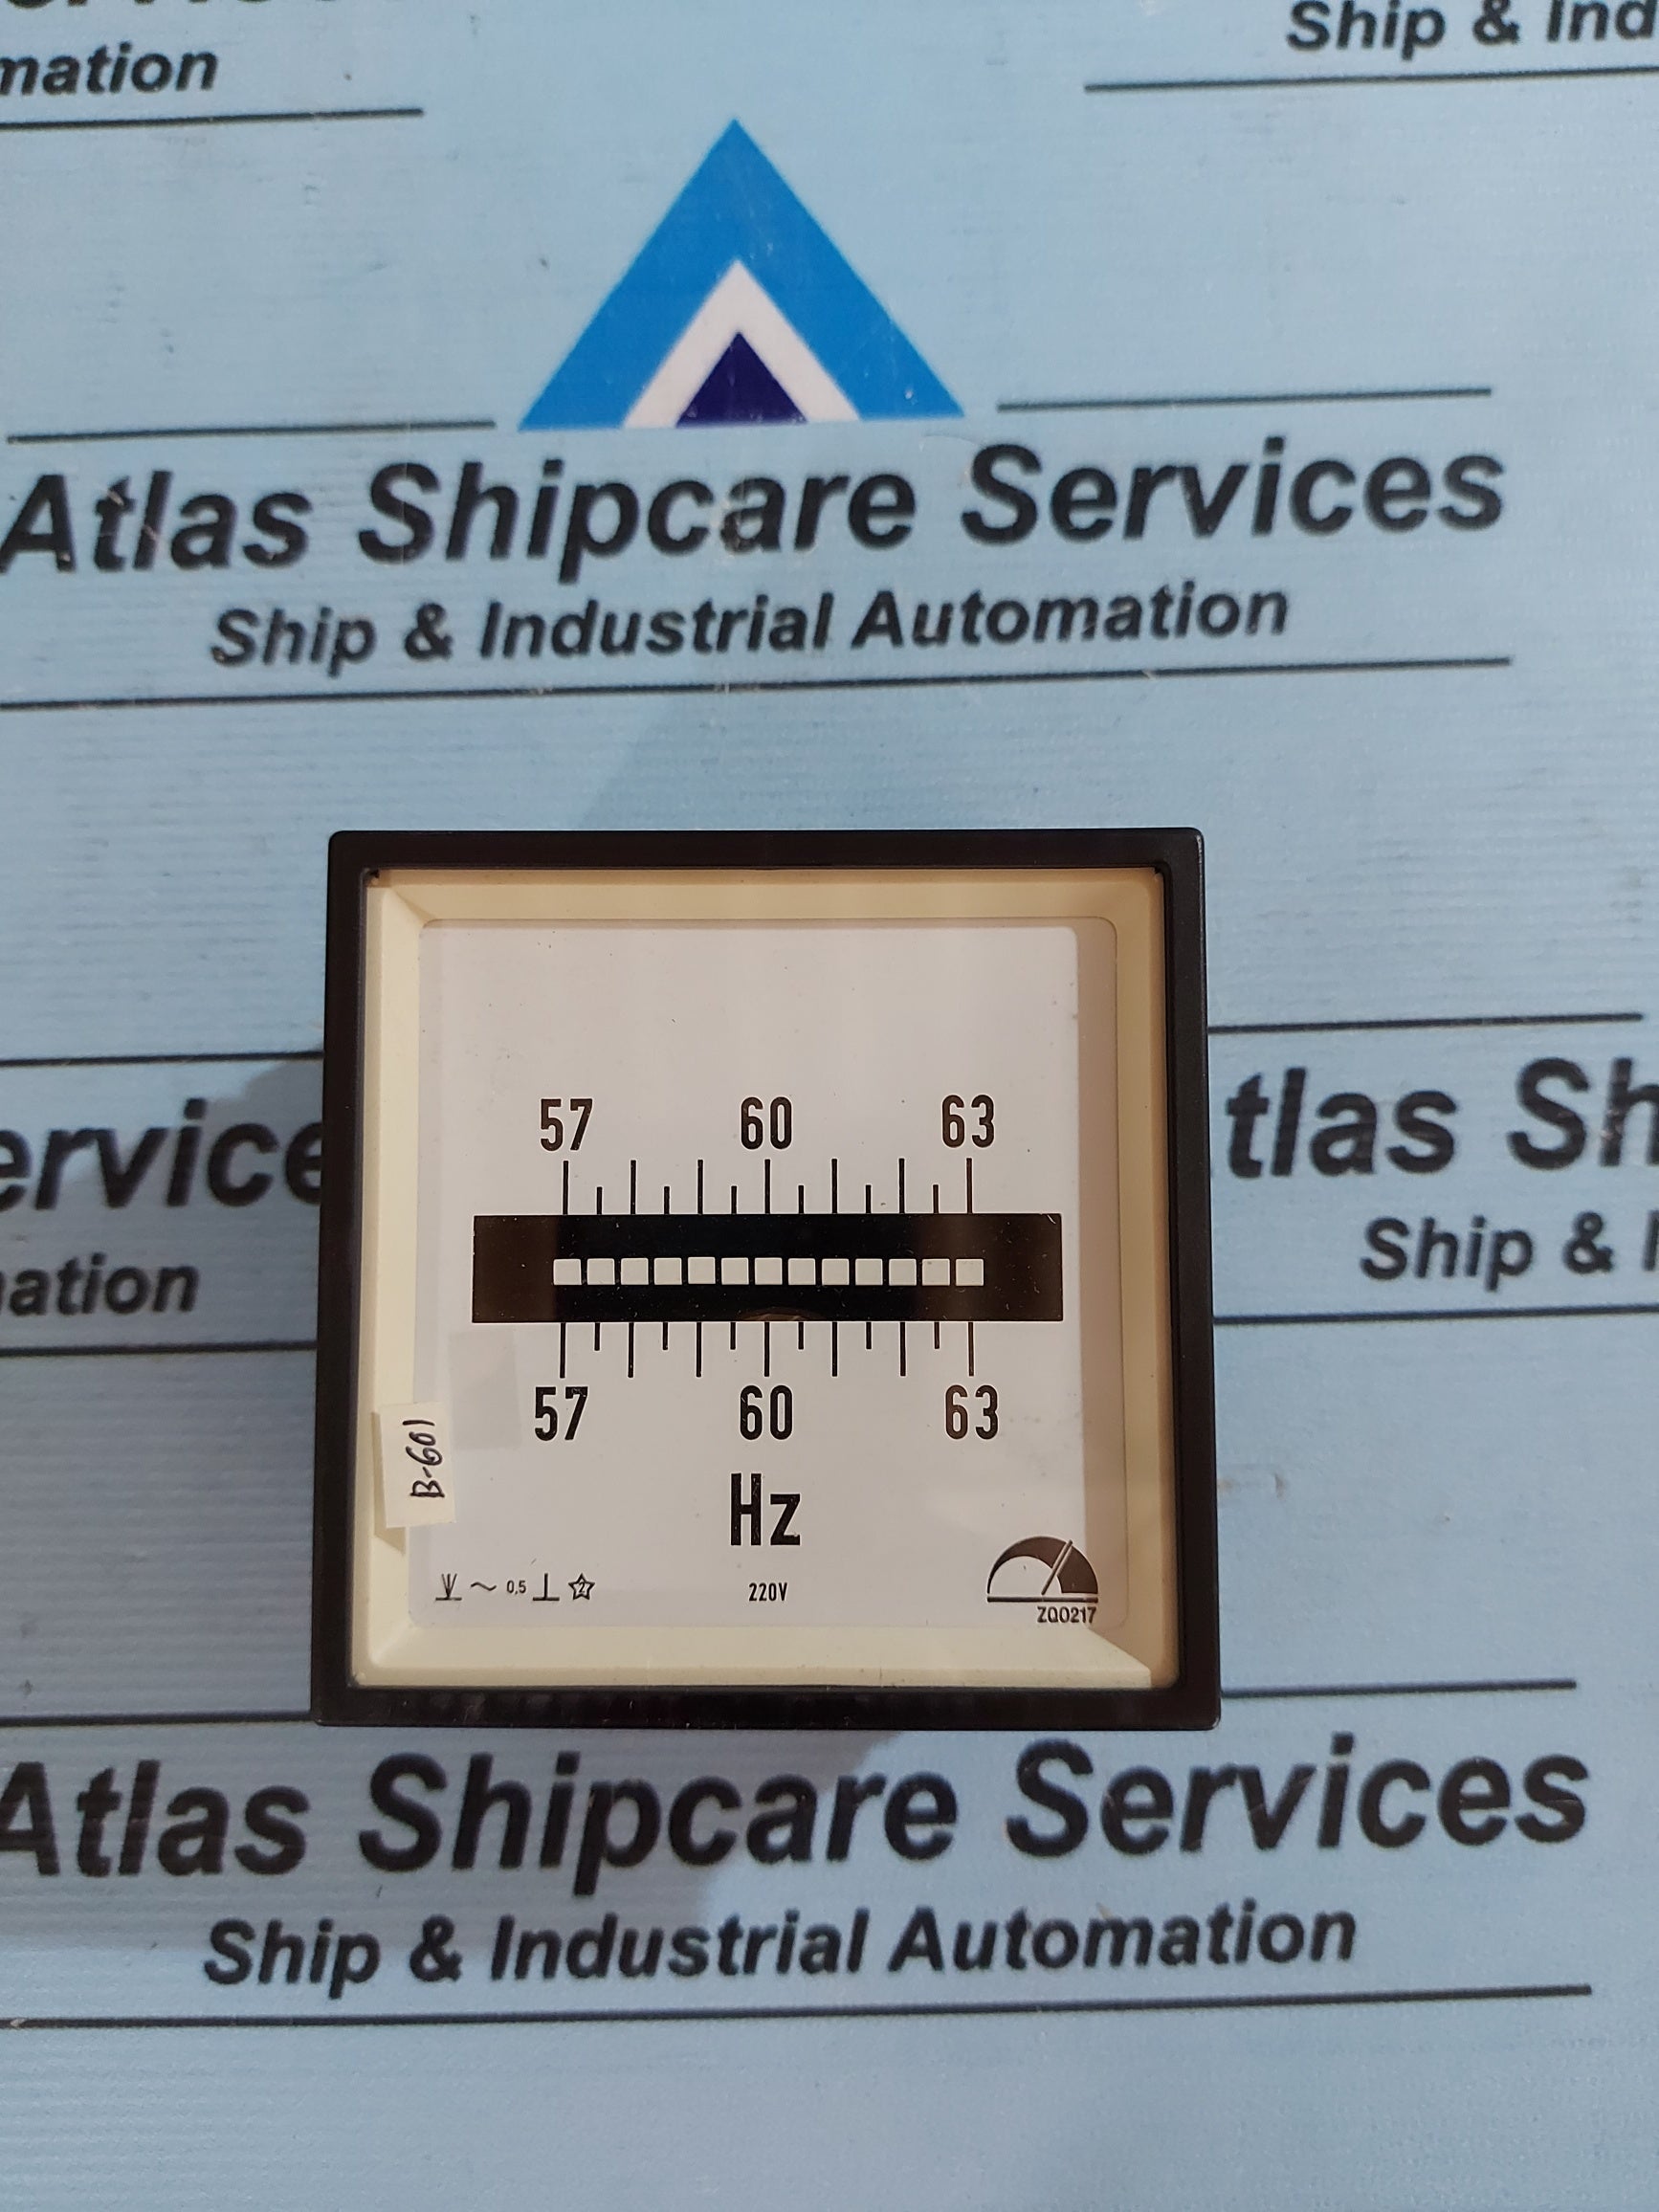 mation
Ship & Ind
Atlas Shipcare Services
Ship & Industrial Automation
57 60 63
57 60 63
Hz
B-601
0,5 2
220V
ZQ0217
ervice
tlas Sh
ation
Ship & I
Atlas Shipcare Services
Ship & Industrial Automation